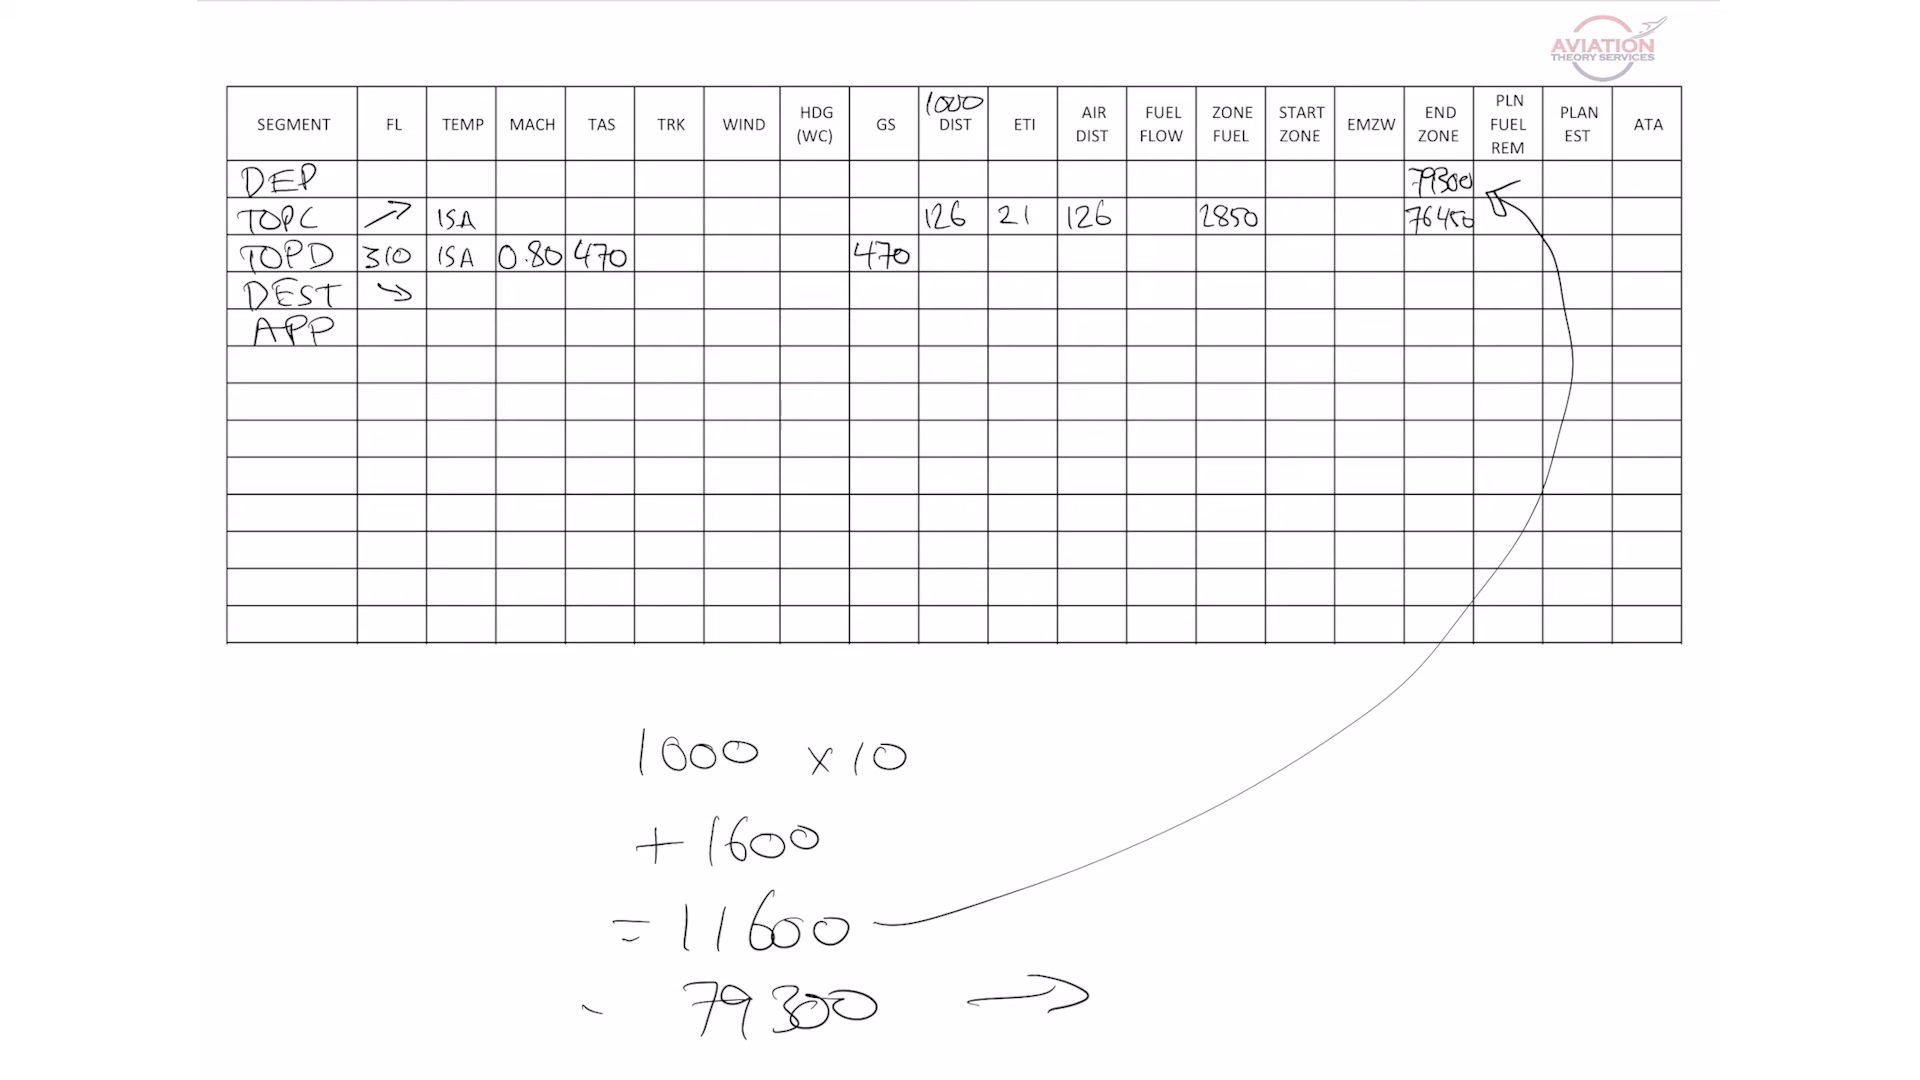 AVIATION
THEORY SERVICES
SEGMENT FL TEMP MACH TAS TRK WIND HDG (WC) GS 1000 DIST ETI AIR DIST FUEL FLOW ZONE FUEL START ZONE EMZW END ZONE PLN FUEL REM PLAN EST ATA
DEP 79300
TOPC ISA 126 21 126 2850 76450
TOPD 310 ISA 0.80 470 470
DEST
APP
1000 x 10
+ 1600
= 11600
79300